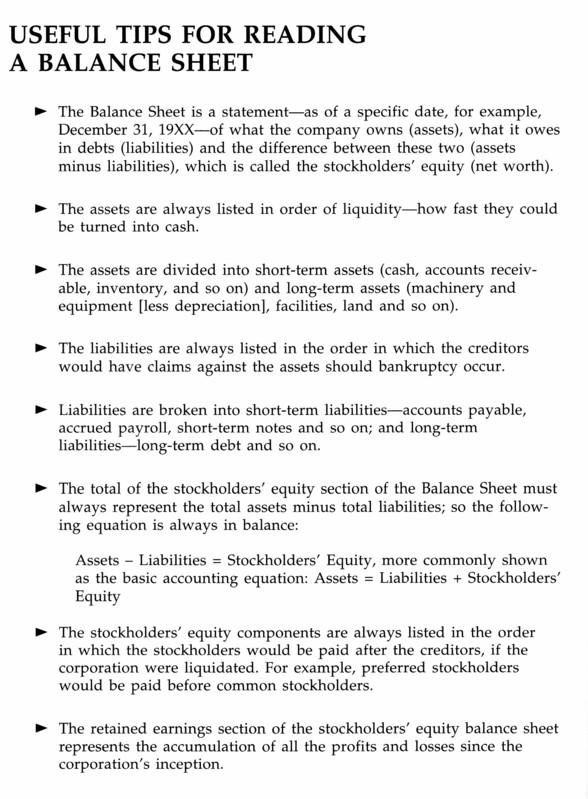 USEFUL TIPS FOR READING
A BALANCE SHEET
► The Balance Sheet is a statement—as of a specific date, for example,
December 31, 19XX—of what the company owns (assets), what it owes
in debts (liabilities) and the difference between these two (assets
minus liabilities), which is called the stockholders' equity (net worth).
► The assets are always listed in order of liquidity—how fast they could
be turned into cash.
► The assets are divided into short-term assets (cash, accounts receiv-
able, inventory, and so on) and long-term assets (machinery and
equipment [less depreciation], facilities, land and so on).
► The liabilities are always listed in the order in which the creditors
would have claims against the assets should bankruptcy occur.
► Liabilities are broken into short-term liabilities—accounts payable,
accrued payroll, short-term notes and so on; and long-term
liabilities—long-term debt and so on.
► The total of the stockholders' equity section of the Balance Sheet must
always represent the total assets minus total liabilities; so the follow-
ing equation is always in balance:
Assets – Liabilities = Stockholders' Equity, more commonly shown
as the basic accounting equation: Assets = Liabilities + Stockholders'
Equity
► The stockholders' equity components are always listed in the order
in which the stockholders would be paid after the creditors, if the
corporation were liquidated. For example, preferred stockholders
would be paid before common stockholders.
► The retained earnings section of the stockholders' equity balance sheet
represents the accumulation of all the profits and losses since the
corporation's inception.